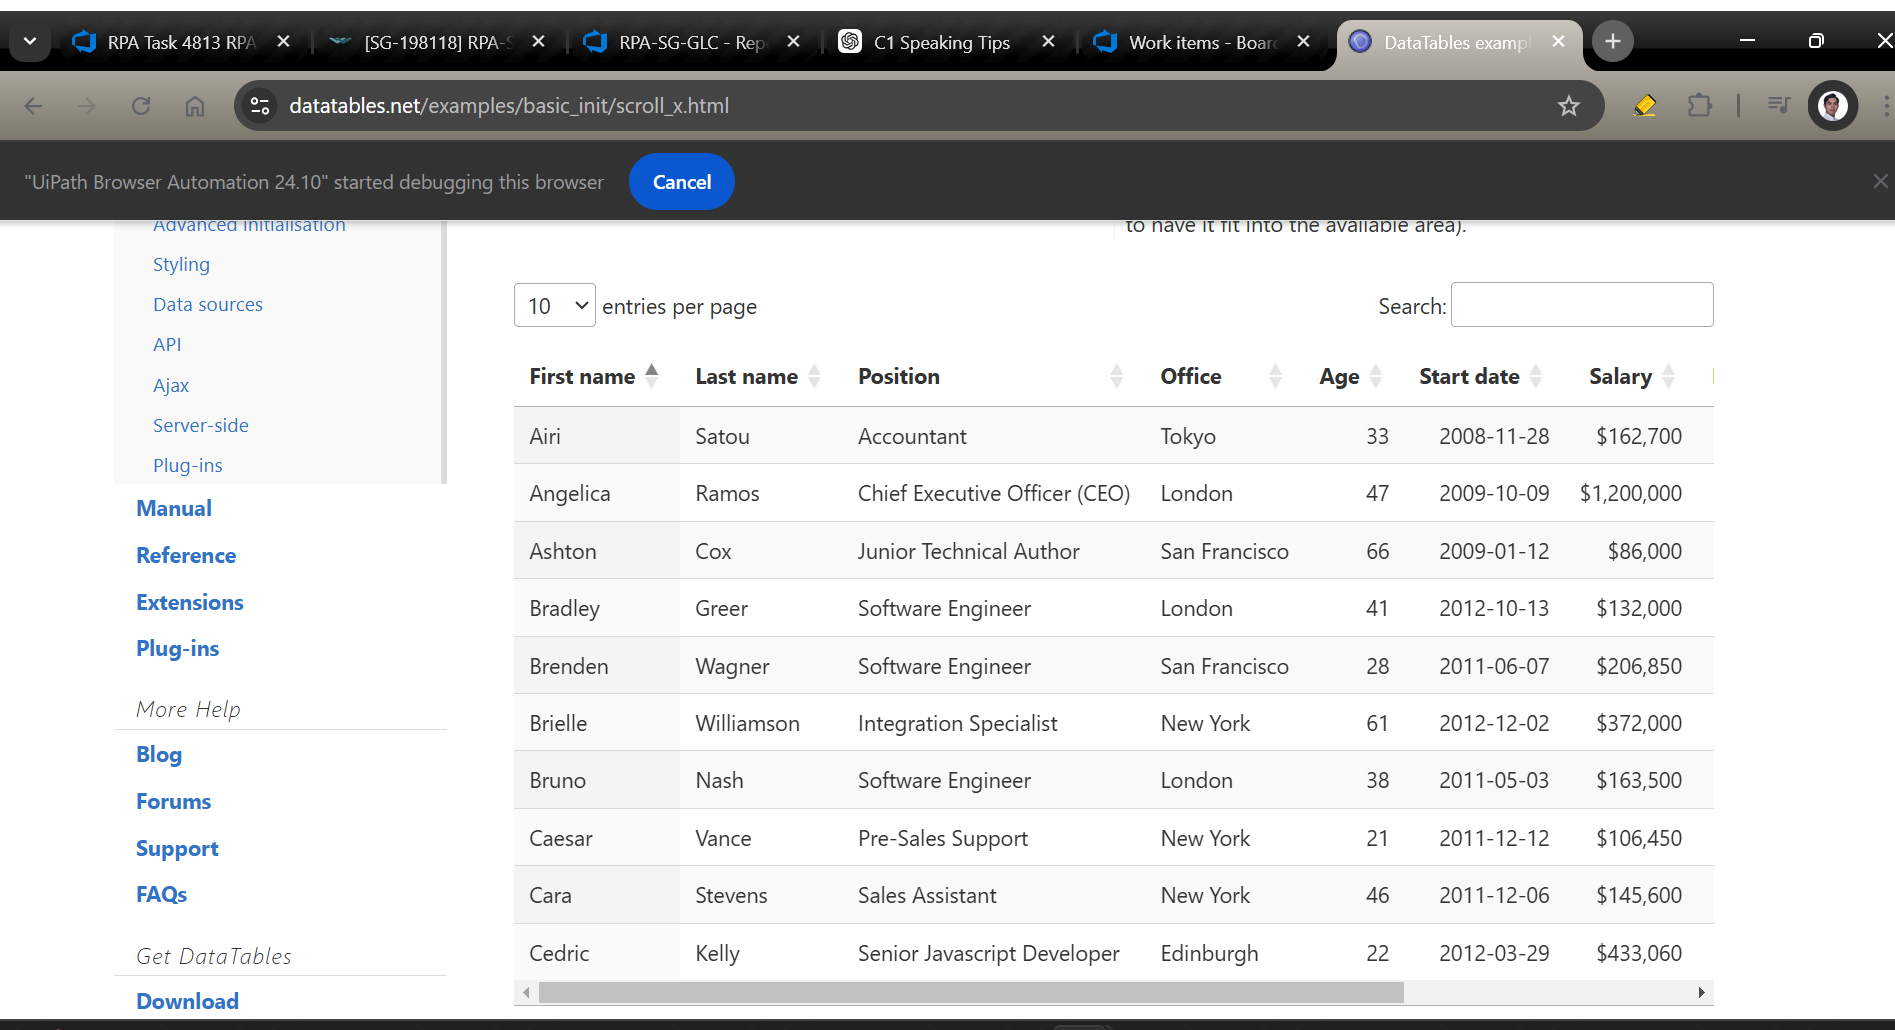 RPA Task 4813 RPA
[SG-198118] RPA-S
RPA-SG-GLC - Rep
C1 Speaking Tips
Work items - Boar
DataTables exampl
datatables.net/examples/basic_init/scroll_x.html
"UiPath Browser Automation 24.10" started debugging this browser
Cancel
Advanced initialisation
Styling
Data sources
API
Ajax
Server-side
Plug-ins
Manual
Reference
Extensions
Plug-ins
More Help
Blog
Forums
Support
FAQs
Get DataTables
Download
to have it fit into the available area).
10 entries per page
Search:
First name Last name Position Office Age Start date Salary
Airi Satou Accountant Tokyo 33 2008-11-28 $162,700
Angelica Ramos Chief Executive Officer (CEO) London 47 2009-10-09 $1,200,000
Ashton Cox Junior Technical Author San Francisco 66 2009-01-12 $86,000
Bradley Greer Software Engineer London 41 2012-10-13 $132,000
Brenden Wagner Software Engineer San Francisco 28 2011-06-07 $206,850
Brielle Williamson Integration Specialist New York 61 2012-12-02 $372,000
Bruno Nash Software Engineer London 38 2011-05-03 $163,500
Caesar Vance Pre-Sales Support New York 21 2011-12-12 $106,450
Cara Stevens Sales Assistant New York 46 2011-12-06 $145,600
Cedric Kelly Senior Javascript Developer Edinburgh 22 2012-03-29 $433,060